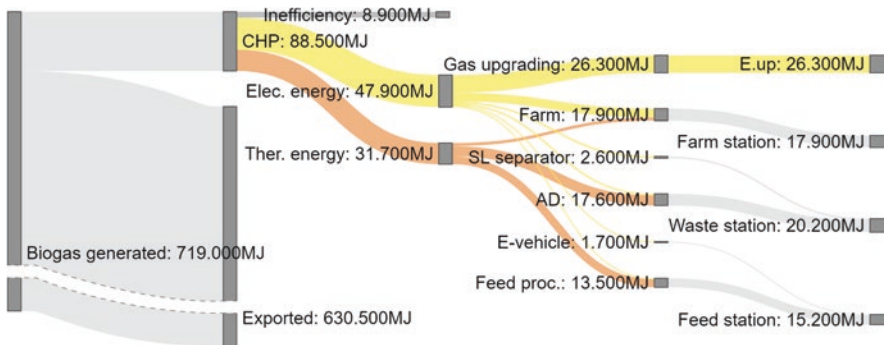 Inefficiency: 8.900MJ
CHP: 88.500MJ
Gas upgrading: 26.300MJ
E.up: 26.300MJ
Elec. energy: 47.900MJ
Farm: 17.900MJ
Farm station: 17.900MJ
Ther. energy: 31.700MJ
SL separator: 2.600MJ
AD: 17.600MJ
Waste station: 20.200MJ
E-vehicle: 1.700MJ
Biogas generated: 719.000MJ
Feed proc.: 13.500MJ
Exported: 630.500MJ
Feed station: 15.200MJ